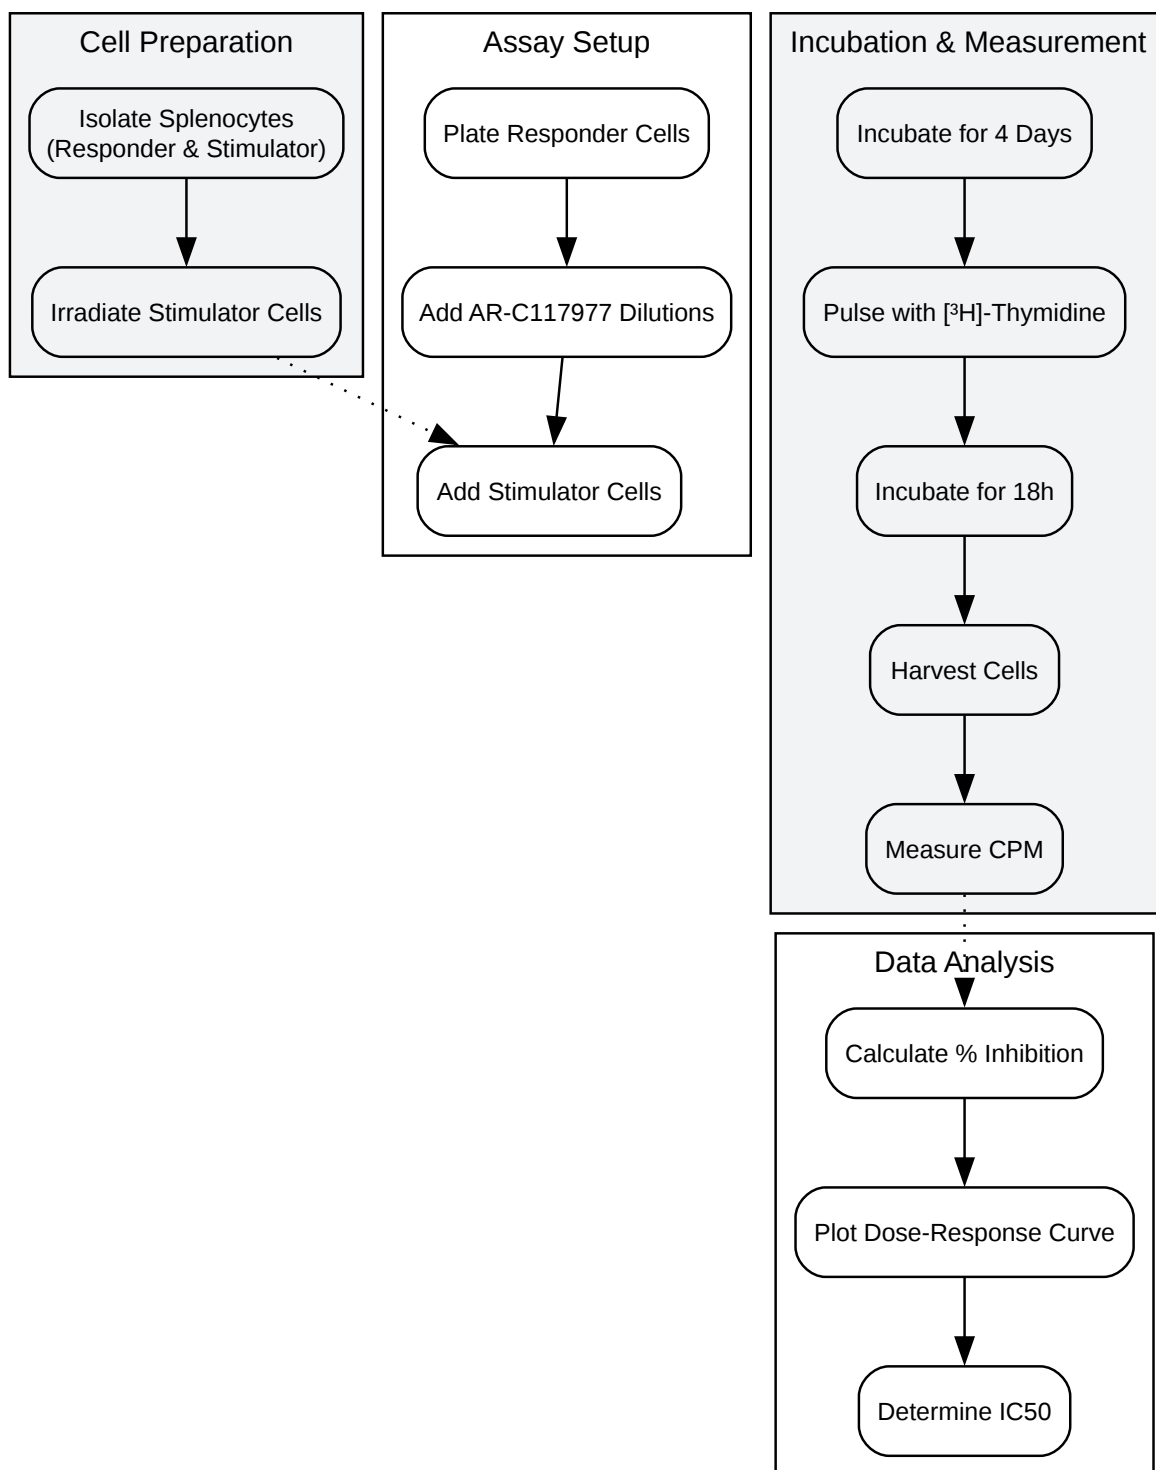 Cell Preparation
Isolate Splenocytes
(Responder & Stimulator)
Irradiate Stimulator Cells
Assay Setup
Plate Responder Cells
Add AR-C117977 Dilutions
Add Stimulator Cells
Incubation & Measurement
Incubate for 4 Days
Pulse with [³H]-Thymidine
Incubate for 18h
Harvest Cells
Measure CPM
Data Analysis
Calculate % Inhibition
Plot Dose-Response Curve
Determine IC50